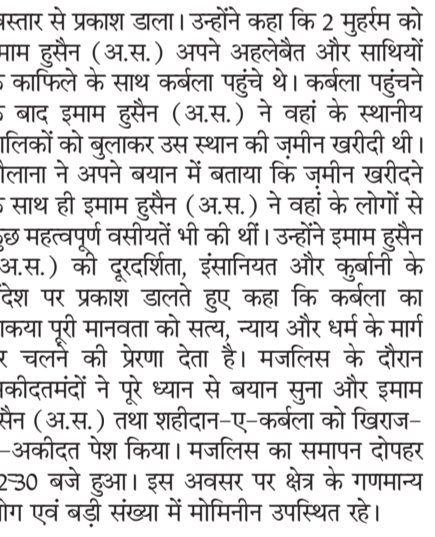 स्तार से प्रकाश डाला। उन्होंने कहा कि 2 मुहर्रम को
माम हुसैन (अ.स.) अपने अहलेबैत और साथियों
काफिले के साथ कर्बला पहुंचे थे। कर्बला पहुंचने
बाद इमाम हुसैन (अ.स.) ने वहां के स्थानीय
ालिकों को बुलाकर उस स्थान की ज़मीन खरीदी थी।
ौलाना ने अपने बयान में बताया कि ज़मीन खरीदने
साथ ही इमाम हुसैन (अ.स.) ने वहां के लोगों से
छ महत्वपूर्ण वसीयतें भी की थीं। उन्होंने इमाम हुसैन
अ.स.) की दूरदर्शिता, इंसानियत और कुर्बानी के
ंदेश पर प्रकाश डालते हुए कहा कि कर्बला का
ाकया पूरी मानवता को सत्य, न्याय और धर्म के मार्ग
र चलने की प्रेरणा देता है। मजलिस के दौरान
कीदतमंदों ने पूरे ध्यान से बयान सुना और इमाम
सैन (अ.स.) तथा शहीदान-ए-कर्बला को खिराज-
-अकीदत पेश किया। मजलिस का समापन दोपहर
2ः30 बजे हुआ। इस अवसर पर क्षेत्र के गणमान्य
ोग एवं बड़ी संख्या में मोमिनीन उपस्थित रहे।